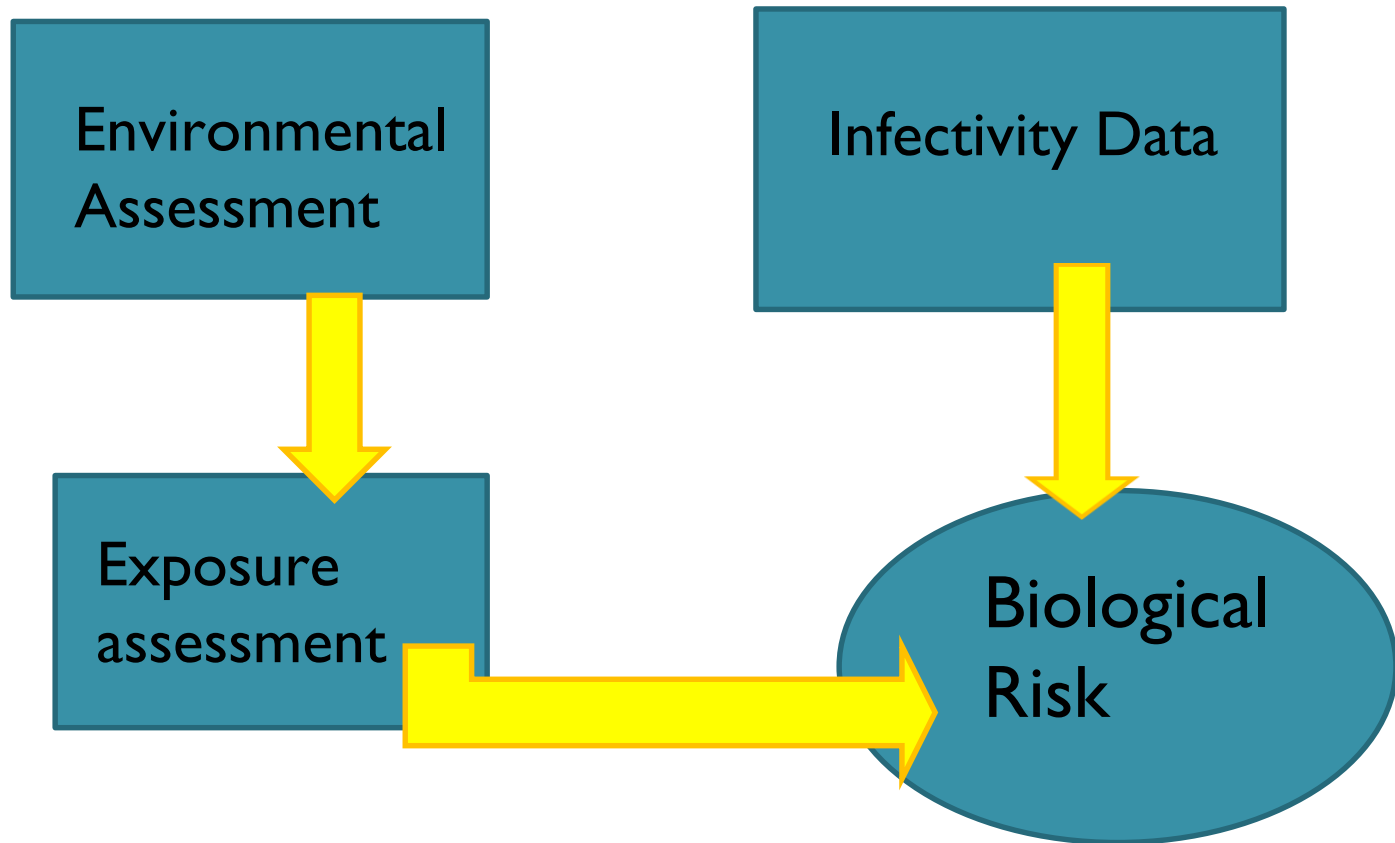 Environmental
Assessment
Infectivity Data
Exposure
assessment
Biological
Risk